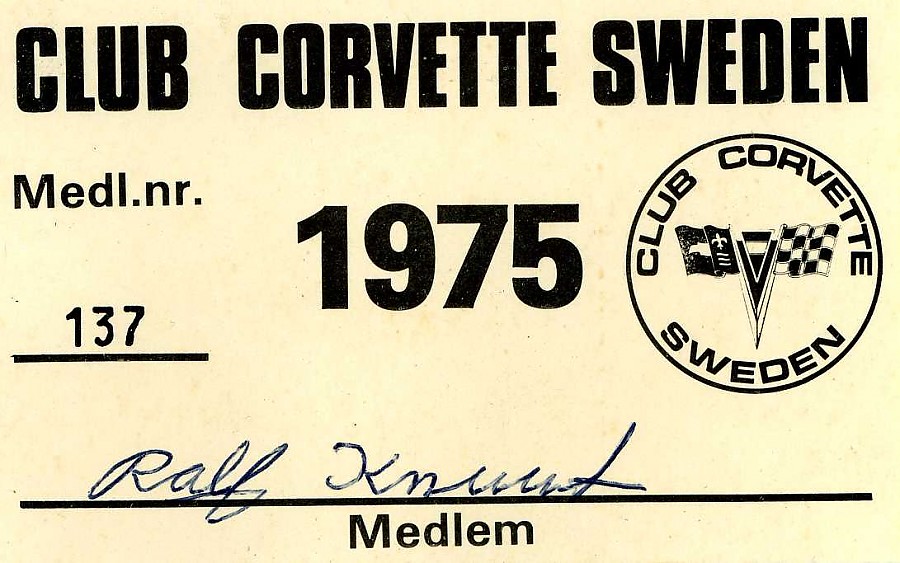 CLUB CORVETTE SWEDEN
Medl.nr.
1975
137
CLUB CORVETTE
SWEDEN
Ralf
Medlem